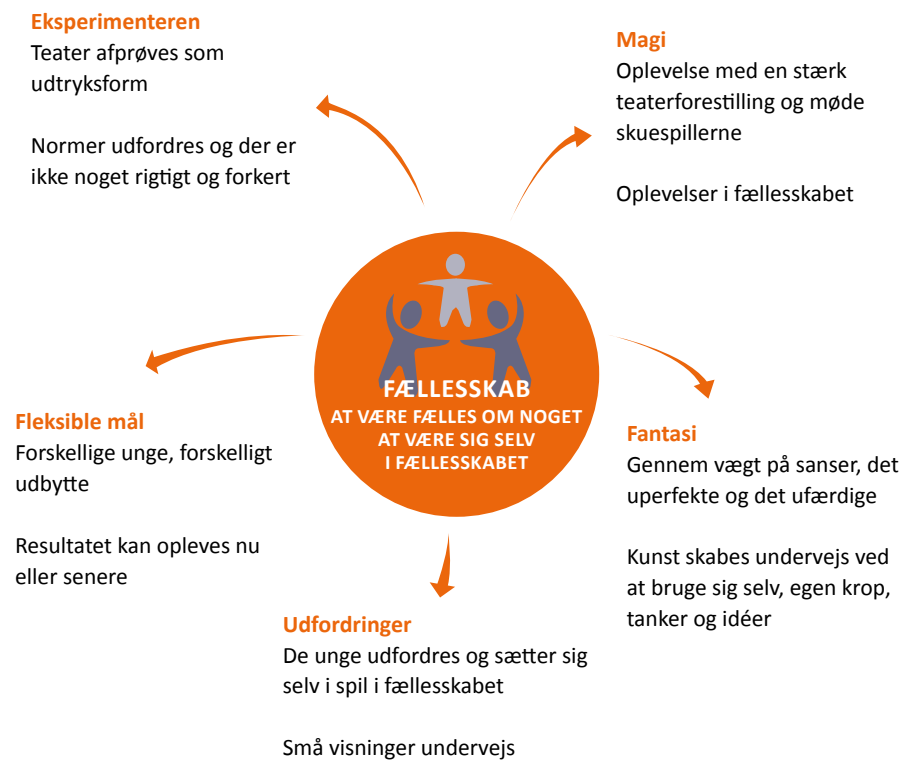 Eksperimenteren
Teater afprøves som
udtryksform
Normer udfordres og der er
ikke noget rigtigt og forkert
Magi
Oplevelse med en stærk
teaterforestilling og møde
skuespillerne
Oplevelser i fællesskabet
FÆLLESSKAB
AT VÆRE FÆLLES OM NOGET
AT VÆRE SIG SELV
I FÆLLESSKABET
Fleksible mål
Forskellige unge, forskelligt
udbytte
Resultatet kan opleves nu
eller senere
Fantasi
Gennem vægt på sanser, det
uperfekte og det ufærdige
Kunst skabes undervejs ved
at bruge sig selv, egen krop,
tanker og idéer
Udfordringer
De unge udfordres og sætter sig
selv i spil i fællesskabet
Små visninger undervejs